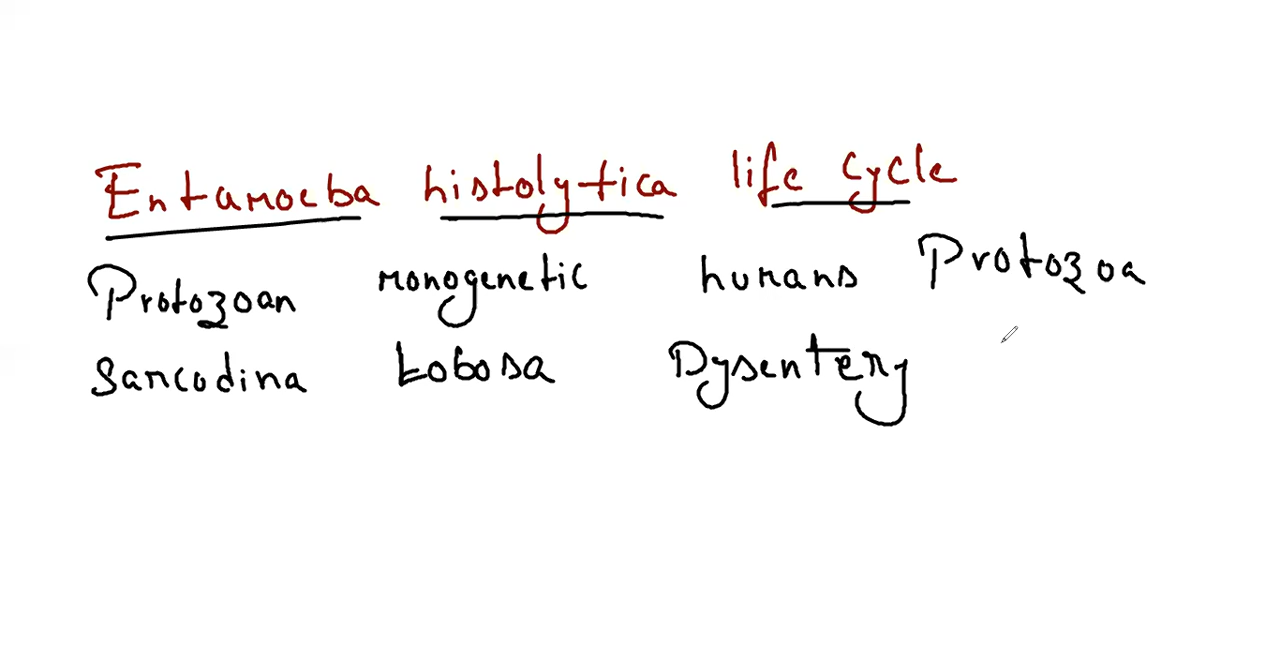 Entamoeba histolytica life cycle
Protozoan monogenetic humans Protozoa
Sarcodina Lobosa Dysentery